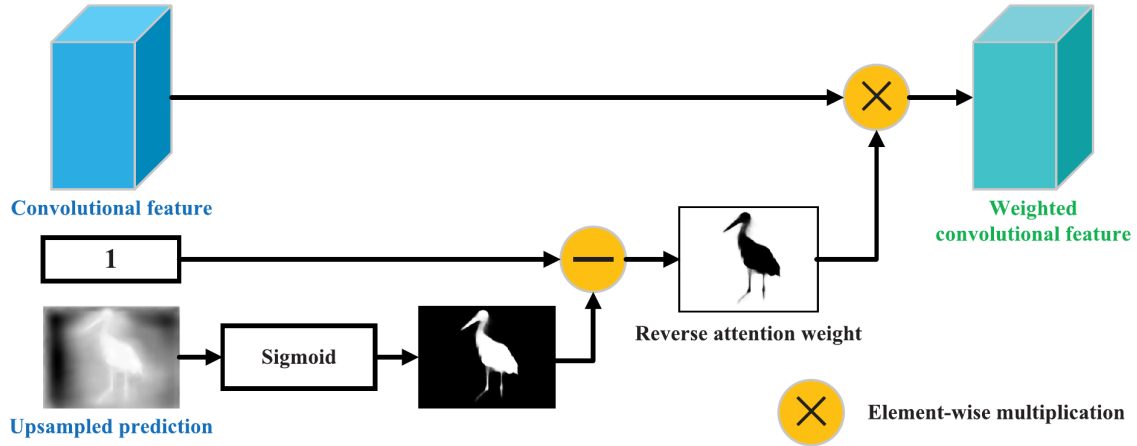 Convolutional feature
Weighted
convolutional feature
1
Reverse attention weight
Sigmoid
Upsampled prediction
Element-wise multiplication